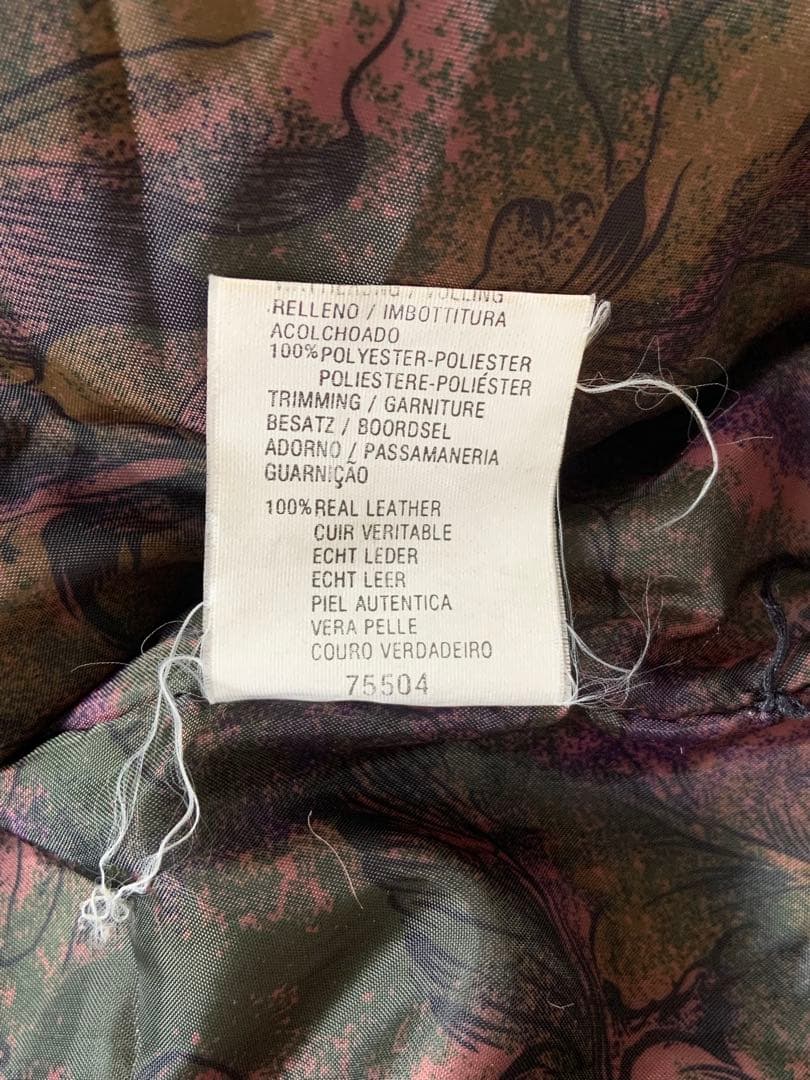 / VULLING
RELLENO / IMBOTTITURA
ACOLCHOADO
100% POLYESTER-POLIESTER
POLIESTERE-POLIÉSTER
TRIMMING / GARNITURE
BESATZ / BOORDSEL
ADORNO / PASSAMANERIA
GUARNIÇÃO
100% REAL LEATHER
CUIR VERITABLE
ECHT LEDER
ECHT LEER
PIEL AUTENTICA
VERA PELLE
COURO VERDADEIRO
75504